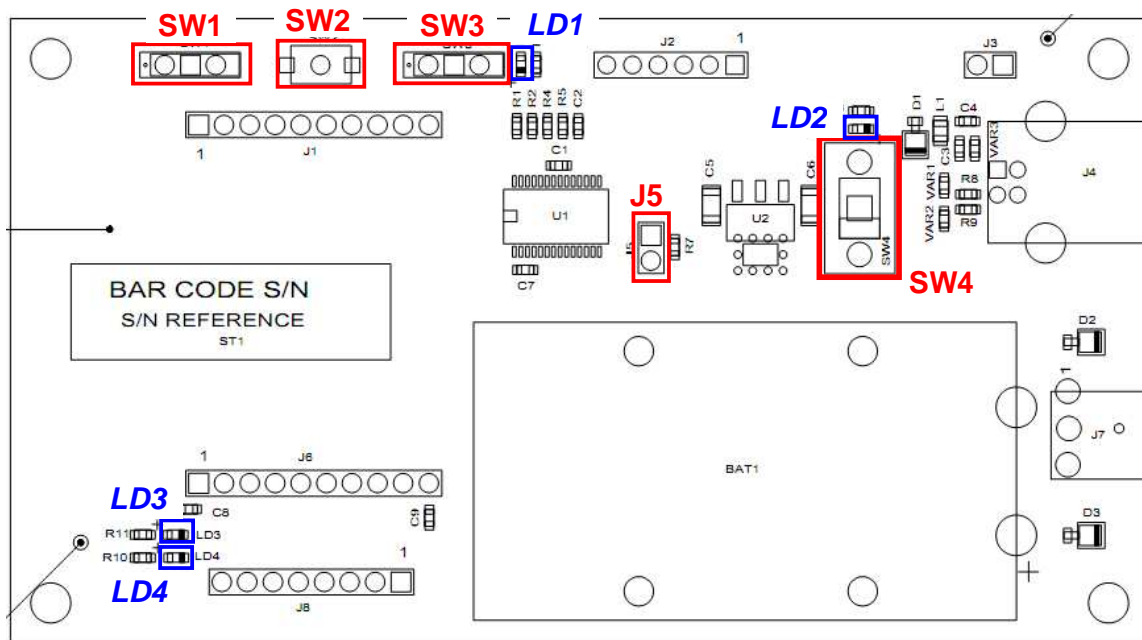 SW1
SW2
SW3
LD1
J2
1
J3
J1
1
R1
R2
R4
R5
C2
C1
LD2
D1
L1
C4
C3
VAR3
J4
VAR1
VAR2
R8
R9
C5
C6
U1
U2
J5
J5
R7
C7
SW4
SW4
BAR CODE S/N
S/N REFERENCE
ST1
D2
1
J7
BAT1
D3
+
1
J6
LD3
C8
C9
+
R11
LD3
+
R10
LD4
LD4
1
J8